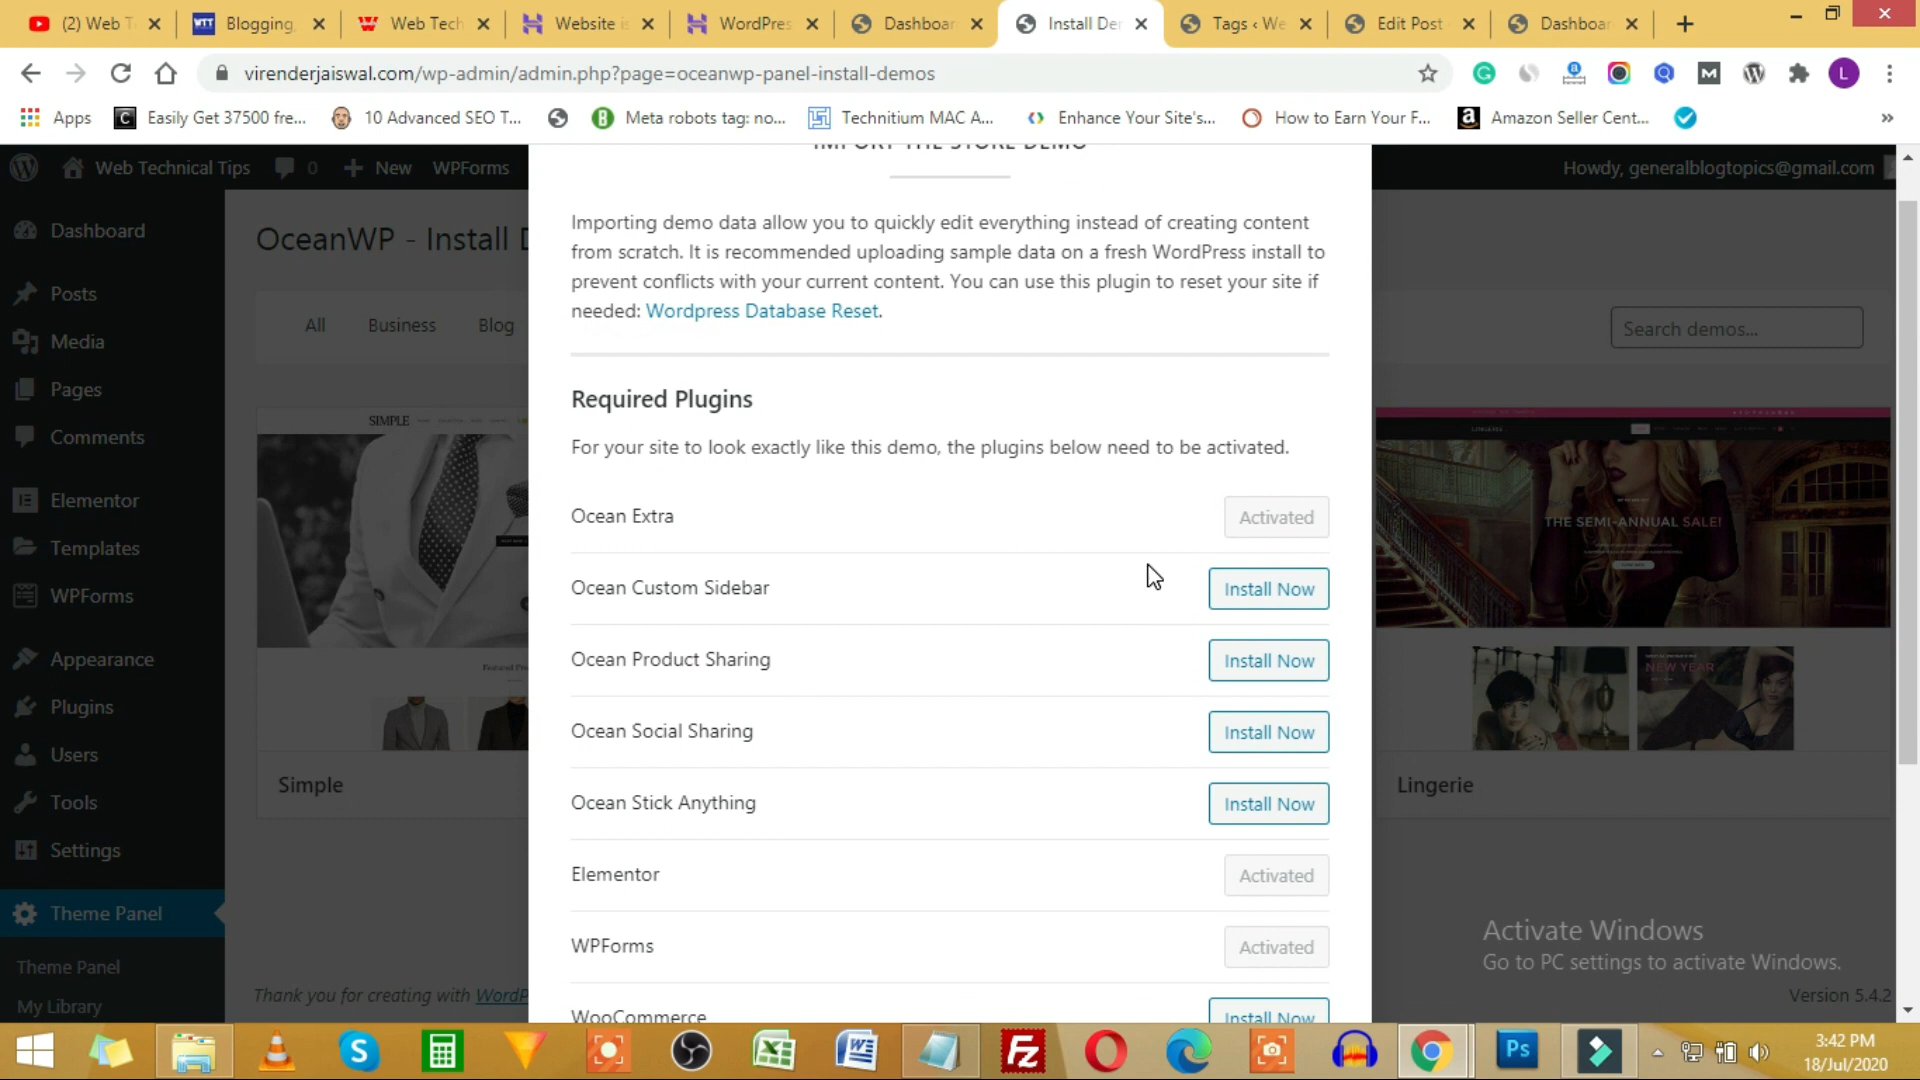 (2) Web T
Blogging,
Web Tech
Website is
WordPres
Dashboar
Install Der
Tags ‹ We
Edit Post
Dashboar
virenderjaiswal.com/wp-admin/admin.php?page=oceanwp-panel-install-demos
L
Apps
Easily Get 37500 fre...
10 Advanced SEO T...
Meta robots tag: no...
Technitium MAC A...
Enhance Your Site's...
How to Earn Your F...
Amazon Seller Cent...
»
Web Technical Tips
0
New
WPForms
Howdy, generalblogtopics@gmail.com
IMPORT THE STORE DEMO
Dashboard
Posts
Media
Pages
Comments
Elementor
Templates
WPForms
Appearance
Plugins
Users
Tools
Settings
Theme Panel
Theme Panel
My Library
OceanWP - Install D
All
Business
Blog
Search demos...
Importing demo data allow you to quickly edit everything instead of creating content
from scratch. It is recommended uploading sample data on a fresh WordPress install to
prevent conflicts with your current content. You can use this plugin to reset your site if
needed: Wordpress Database Reset.
Required Plugins
For your site to look exactly like this demo, the plugins below need to be activated.
Ocean Extra
Activated
Ocean Custom Sidebar
Install Now
Ocean Product Sharing
Install Now
Ocean Social Sharing
Install Now
Ocean Stick Anything
Install Now
Elementor
Activated
WPForms
Activated
WooCommerce
Install Now
SIMPLE
Simple
LINGERIE
THE SEMI-ANNUAL SALE!
NEW YEAR
Lingerie
Activate Windows
Go to PC settings to activate Windows.
Thank you for creating with WordP
Version 5.4.2
3:42 PM
18/Jul/2020